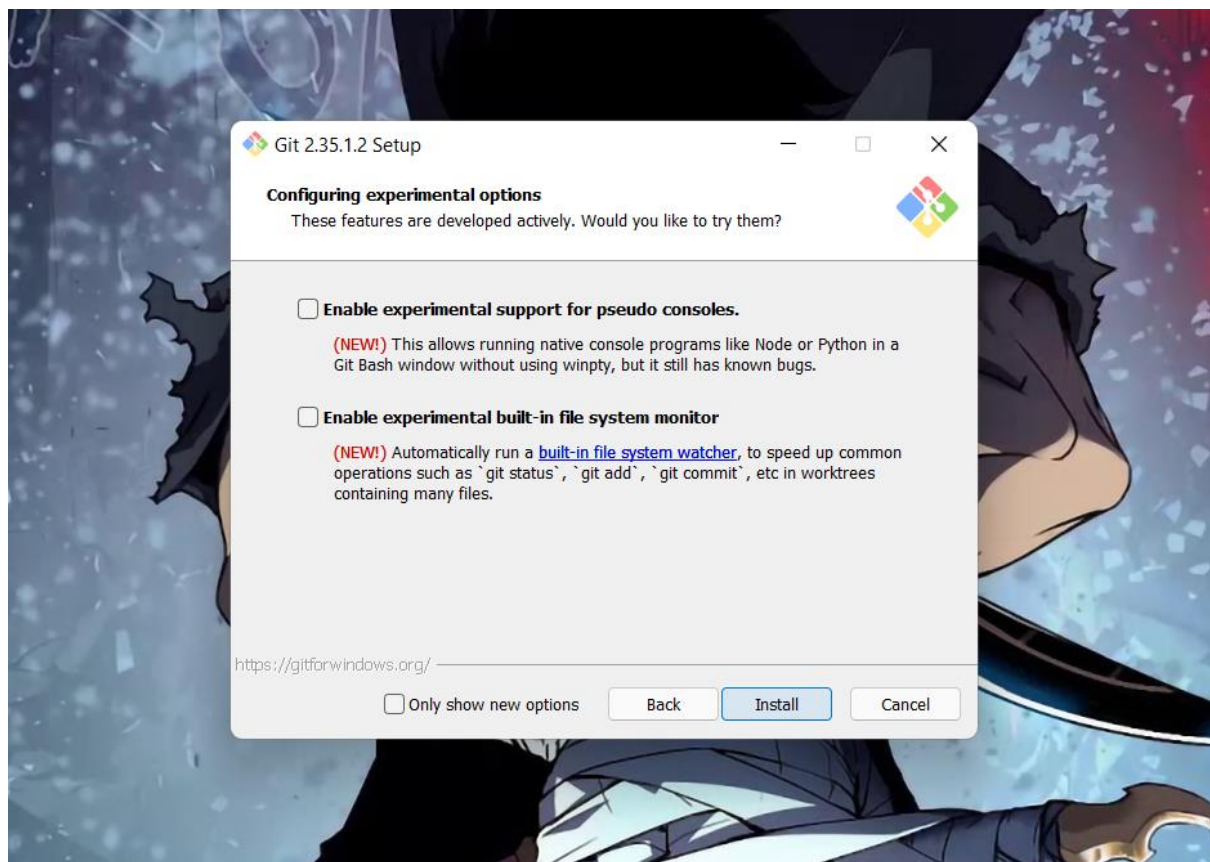 Git 2.35.1.2 Setup
Configuring experimental options
These features are developed actively. Would you like to try them?
Enable experimental support for pseudo consoles.
(NEW!) This allows running native console programs like Node or Python in a
Git Bash window without using winpty, but it still has known bugs.
Enable experimental built-in file system monitor
(NEW!) Automatically run a built-in file system watcher, to speed up common
operations such as `git status`, `git add`, `git commit`, etc in worktrees
containing many files.
https://gitforwindows.org/
Only show new options
Back
Install
Cancel